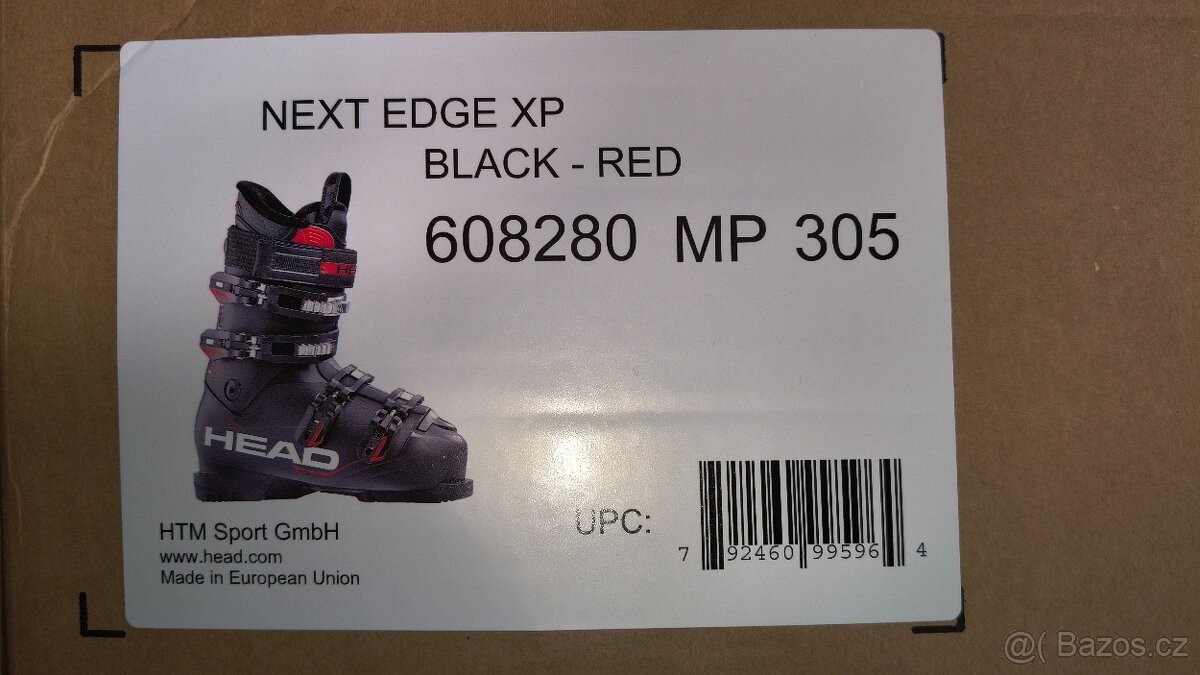 NEXT EDGE XP
BLACK - RED
608280 MP 305
HE
HEAD
HTM Sport GmbH
www.head.com
Made in European Union
UPC:
7 92460 99596 4
@( Bazos.cz